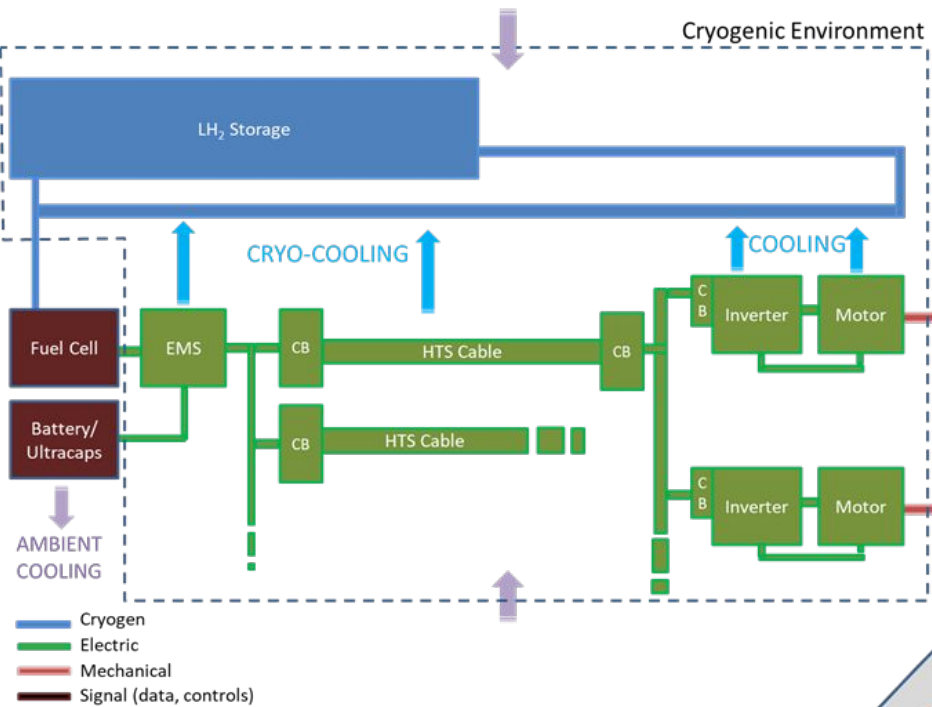 Cryogenic Environment
LH₂ Storage
CRYO-COOLING
COOLING
Fuel Cell
EMS
CB
HTS Cable
CB
C
B
Inverter
Motor
Battery/
Ultracaps
CB
HTS Cable
C
B
Inverter
Motor
AMBIENT
COOLING
Cryogen
Electric
Mechanical
Signal (data, controls)